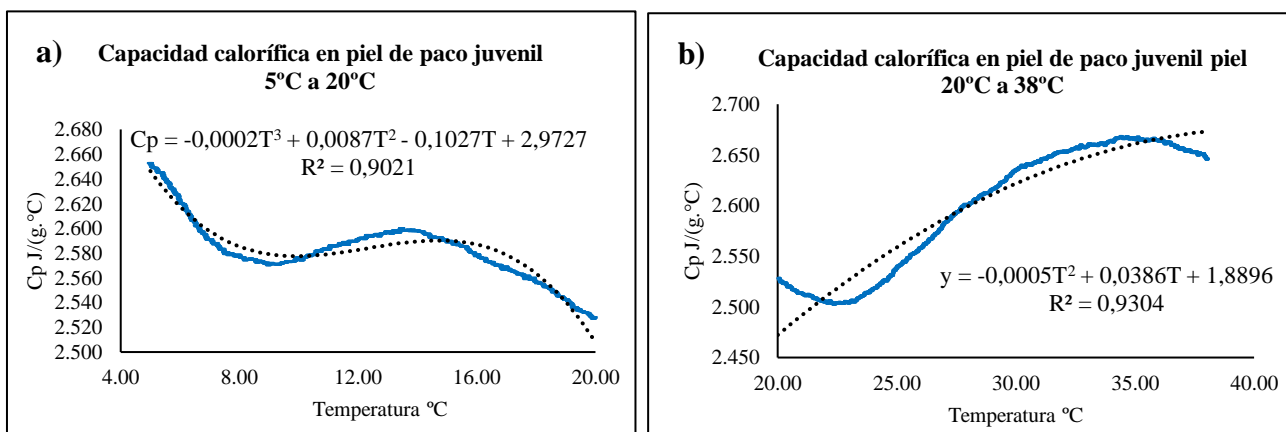 a)
Capacidad calorífica en piel de paco juvenil
5ºC a 20ºC
Cp = -0,0002T³ + 0,0087T² - 0,1027T + 2,9727
R² = 0,9021
2.680
2.660
2.640
2.620
2.600
2.580
2.560
2.540
2.520
2.500
Cp J/(g.°C)
4.00 8.00 12.00 16.00 20.00
Temperatura ºC
b)
Capacidad calorífica en piel de paco juvenil piel
20ºC a 38ºC
2.700
2.650
2.600
2.550
2.500
2.450
Cp J/(g.°C)
y = -0,0005T² + 0,0386T + 1,8896
R² = 0,9304
20.00 25.00 30.00 35.00 40.00
Temperatura ºC